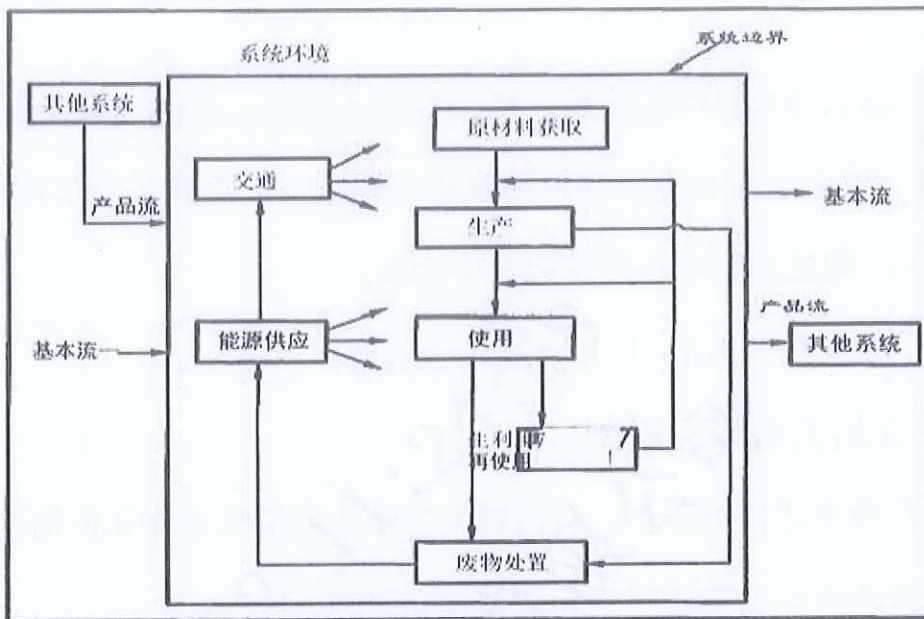 系统环境
系统边界
其他系统
原材料获取
交通
产品流
基本流
生产
产品流
能源供应
使用
基本流
其他系统
生利
再使用
废物处置